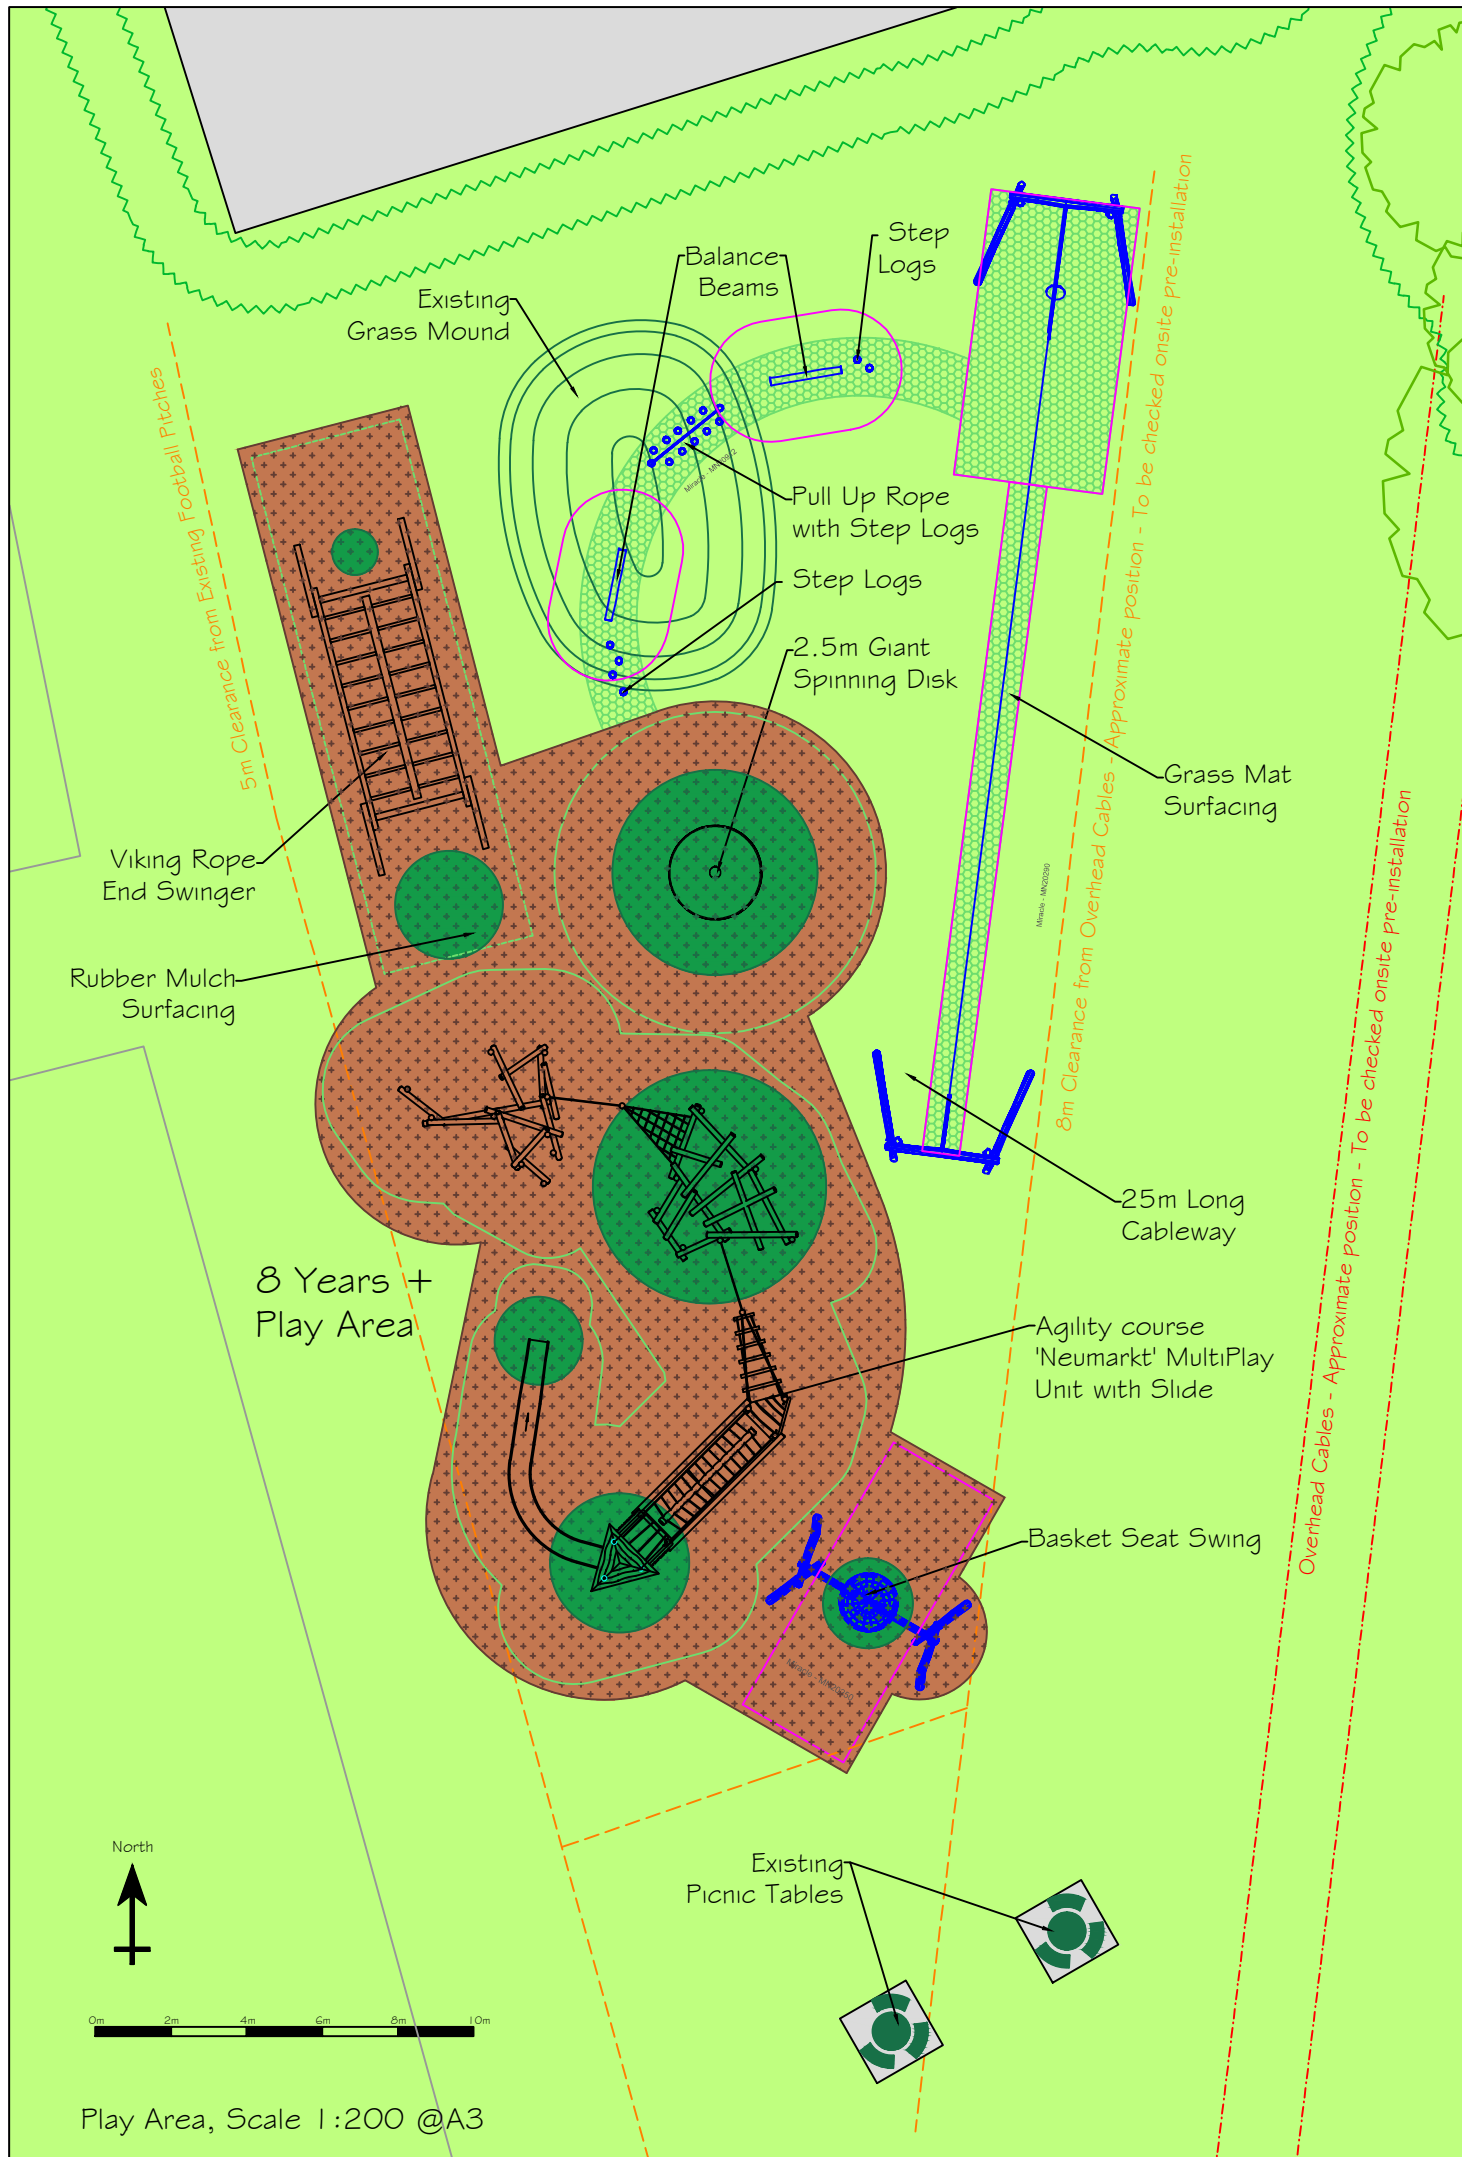 Step
Logs
Balance
Beams
Existing
Grass Mound
5m Clearance from Existing Football Pitches
8m Clearance from Overhead Cables - Approximate position - To be checked onsite pre-installation
Miracle - MN20972
Pull Up Rope
with Step Logs
Step Logs
2.5m Giant
Spinning Disk
Grass Mat
Surfacing
Overhead Cables - Approximate position - To be checked onsite pre-installation
Viking Rope
End Swinger
Miracle - MN20290
Rubber Mulch
Surfacing
25m Long
Cableway
8 Years +
Play Area
Agility course
'Neumarkt' MultiPlay
Unit with Slide
Basket Seat Swing
North
Existing
Picnic Tables
0m 2m 4m 6m 8m 10m
Play Area, Scale 1:200 @A3